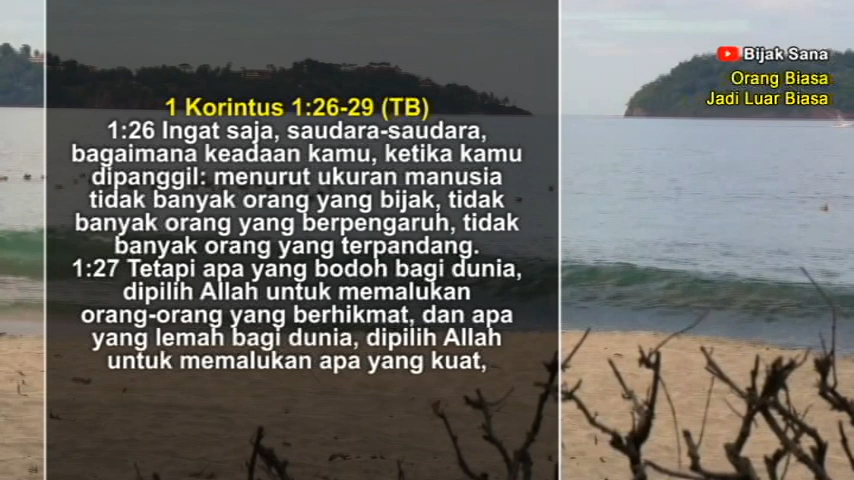 Bijak Sana
Orang Biasa
Jadi Luar Biasa
1 Korintus 1:26-29 (TB)
1:26 Ingat saja, saudara-saudara,
bagaimana keadaan kamu, ketika kamu
dipanggil: menurut ukuran manusia
tidak banyak orang yang bijak, tidak
banyak orang yang berpengaruh, tidak
banyak orang yang terpandang.
1:27 Tetapi apa yang bodoh bagi dunia,
dipilih Allah untuk memalukan
orang-orang yang berhikmat, dan apa
yang lemah bagi dunia, dipilih Allah
untuk memalukan apa yang kuat,